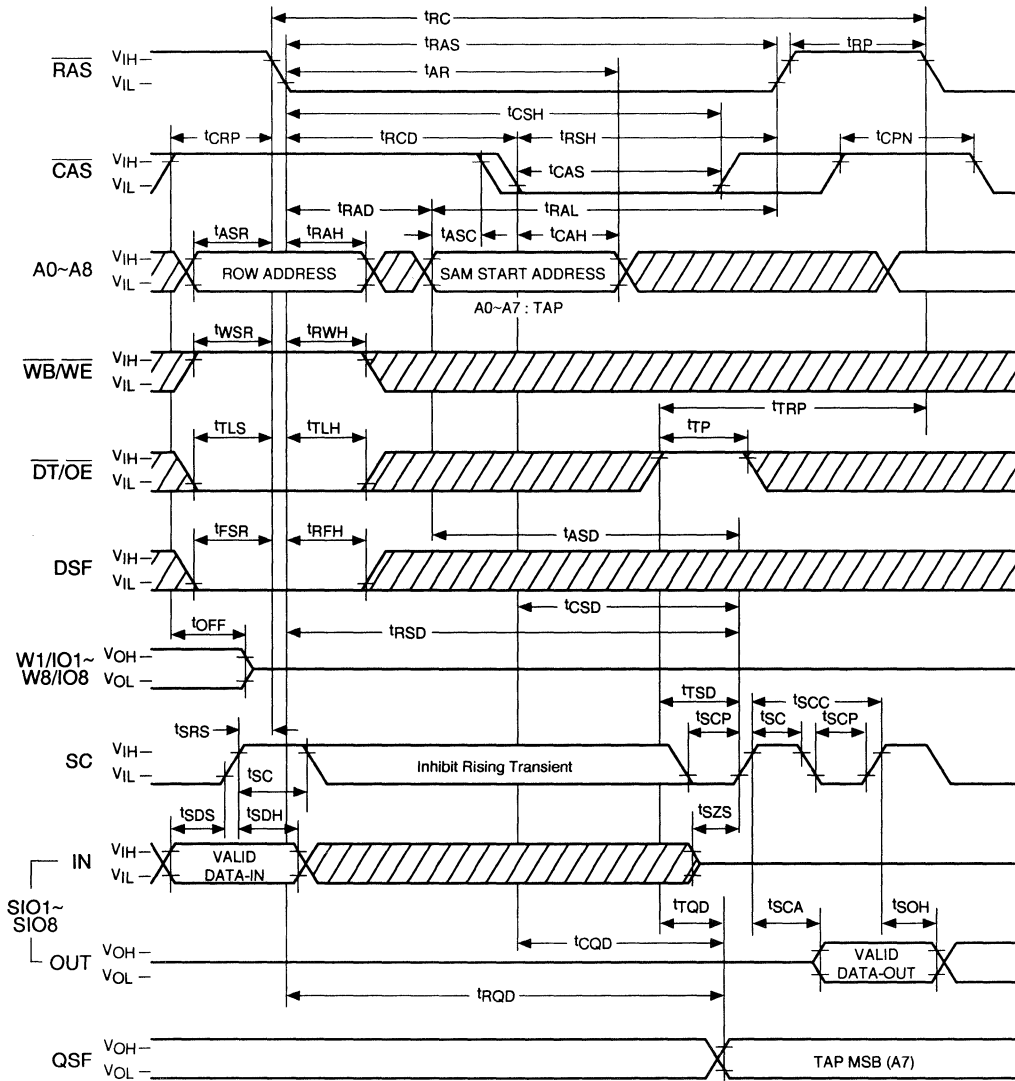 tRC
tRAS
tRP
RAS
VIH
VIL
tAR
tCSH
tCRP
tRCD
tRSH
tCPN
CAS
VIH
VIL
tCAS
tRAD
tRAL
tASR
tRAH
tASC
tCAH
A0~A8
VIH
VIL
ROW ADDRESS
SAM START ADDRESS
A0~A7 : TAP
tWSR
tRWH
WB/WE
VIH
VIL
tTRP
tTLS
tTLH
tTP
DT/OE
VIH
VIL
tFSR
tRFH
tASD
DSF
VIH
VIL
tCSD
tOFF
tRSD
W1/IO1~
W8/IO8
VOH
VOL
tTSD
tSCC
tSRS
tSCP
tSC
tSCP
SC
VIH
VIL
tSC
Inhibit Rising Transient
tSDS
tSDH
tSZS
IN
VIH
VIL
VALID
DATA-IN
SIO1~
SIO8
tTQD
tSCA
tSOH
tCQD
OUT
VOH
VOL
VALID
DATA-OUT
tRQD
QSF
VOH
VOL
TAP MSB (A7)